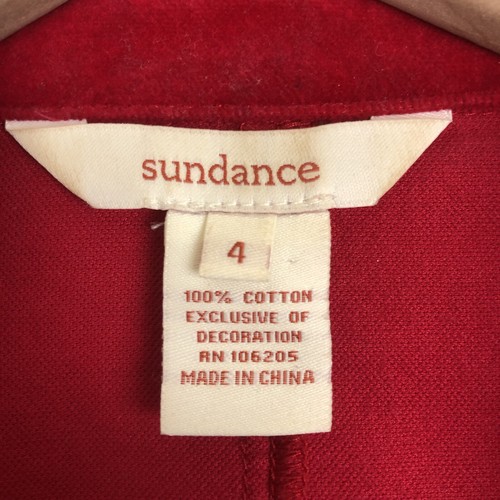 sundance
4
100% COTTON
EXCLUSIVE OF
DECORATION
RN 106205
MADE IN CHINA